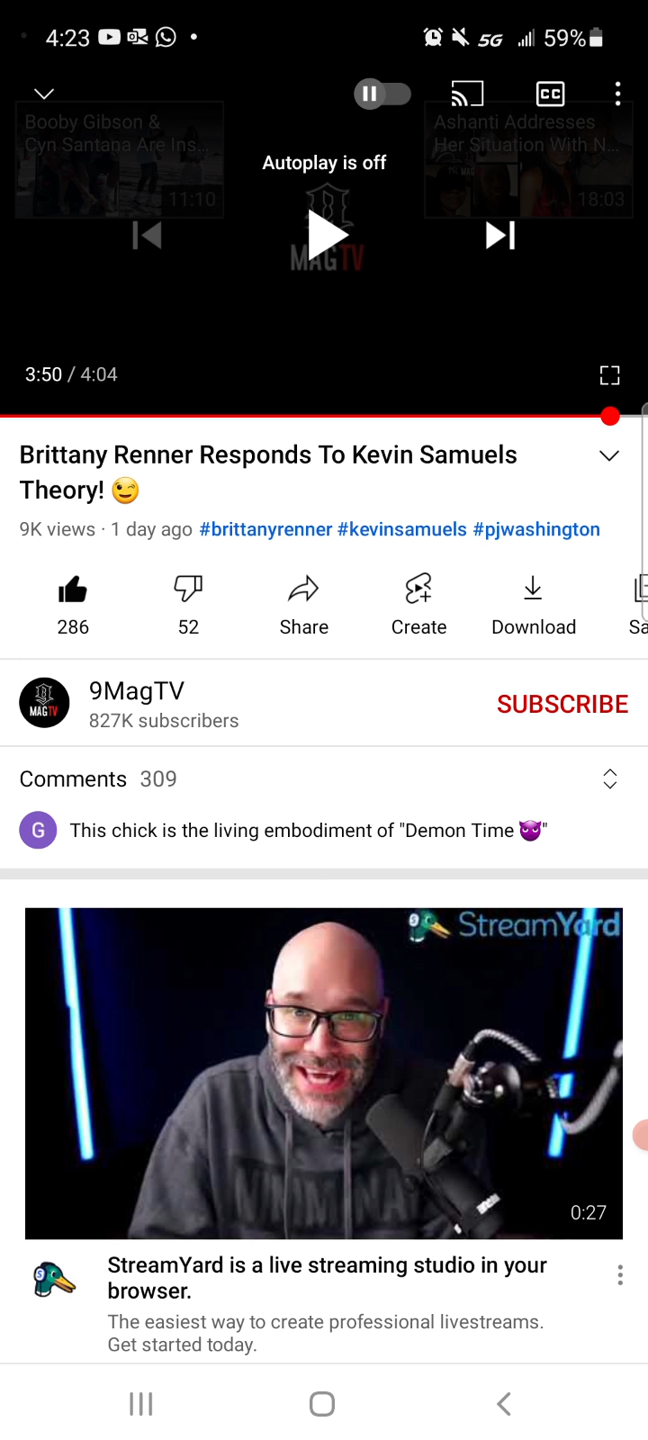 4:23
5G
59%
Booby Gibson &
Cyn Santana Are Ins...
11:10
Autoplay is off
Ashanti Addresses
Her Situation With N...
18:03
CC
MAGTV
3:50 / 4:04
Brittany Renner Responds To Kevin Samuels
Theory! 😉
9K views · 1 day ago #brittanyrenner #kevinsamuels #pjwashington
286
52
Share
Create
Download
Sa
9MagTV
827K subscribers
MAGTV
SUBSCRIBE
Comments 309
G
This chick is the living embodiment of "Demon Time 😈"
StreamYard
0:27
StreamYard is a live streaming studio in your
browser.
The easiest way to create professional livestreams.
Get started today.